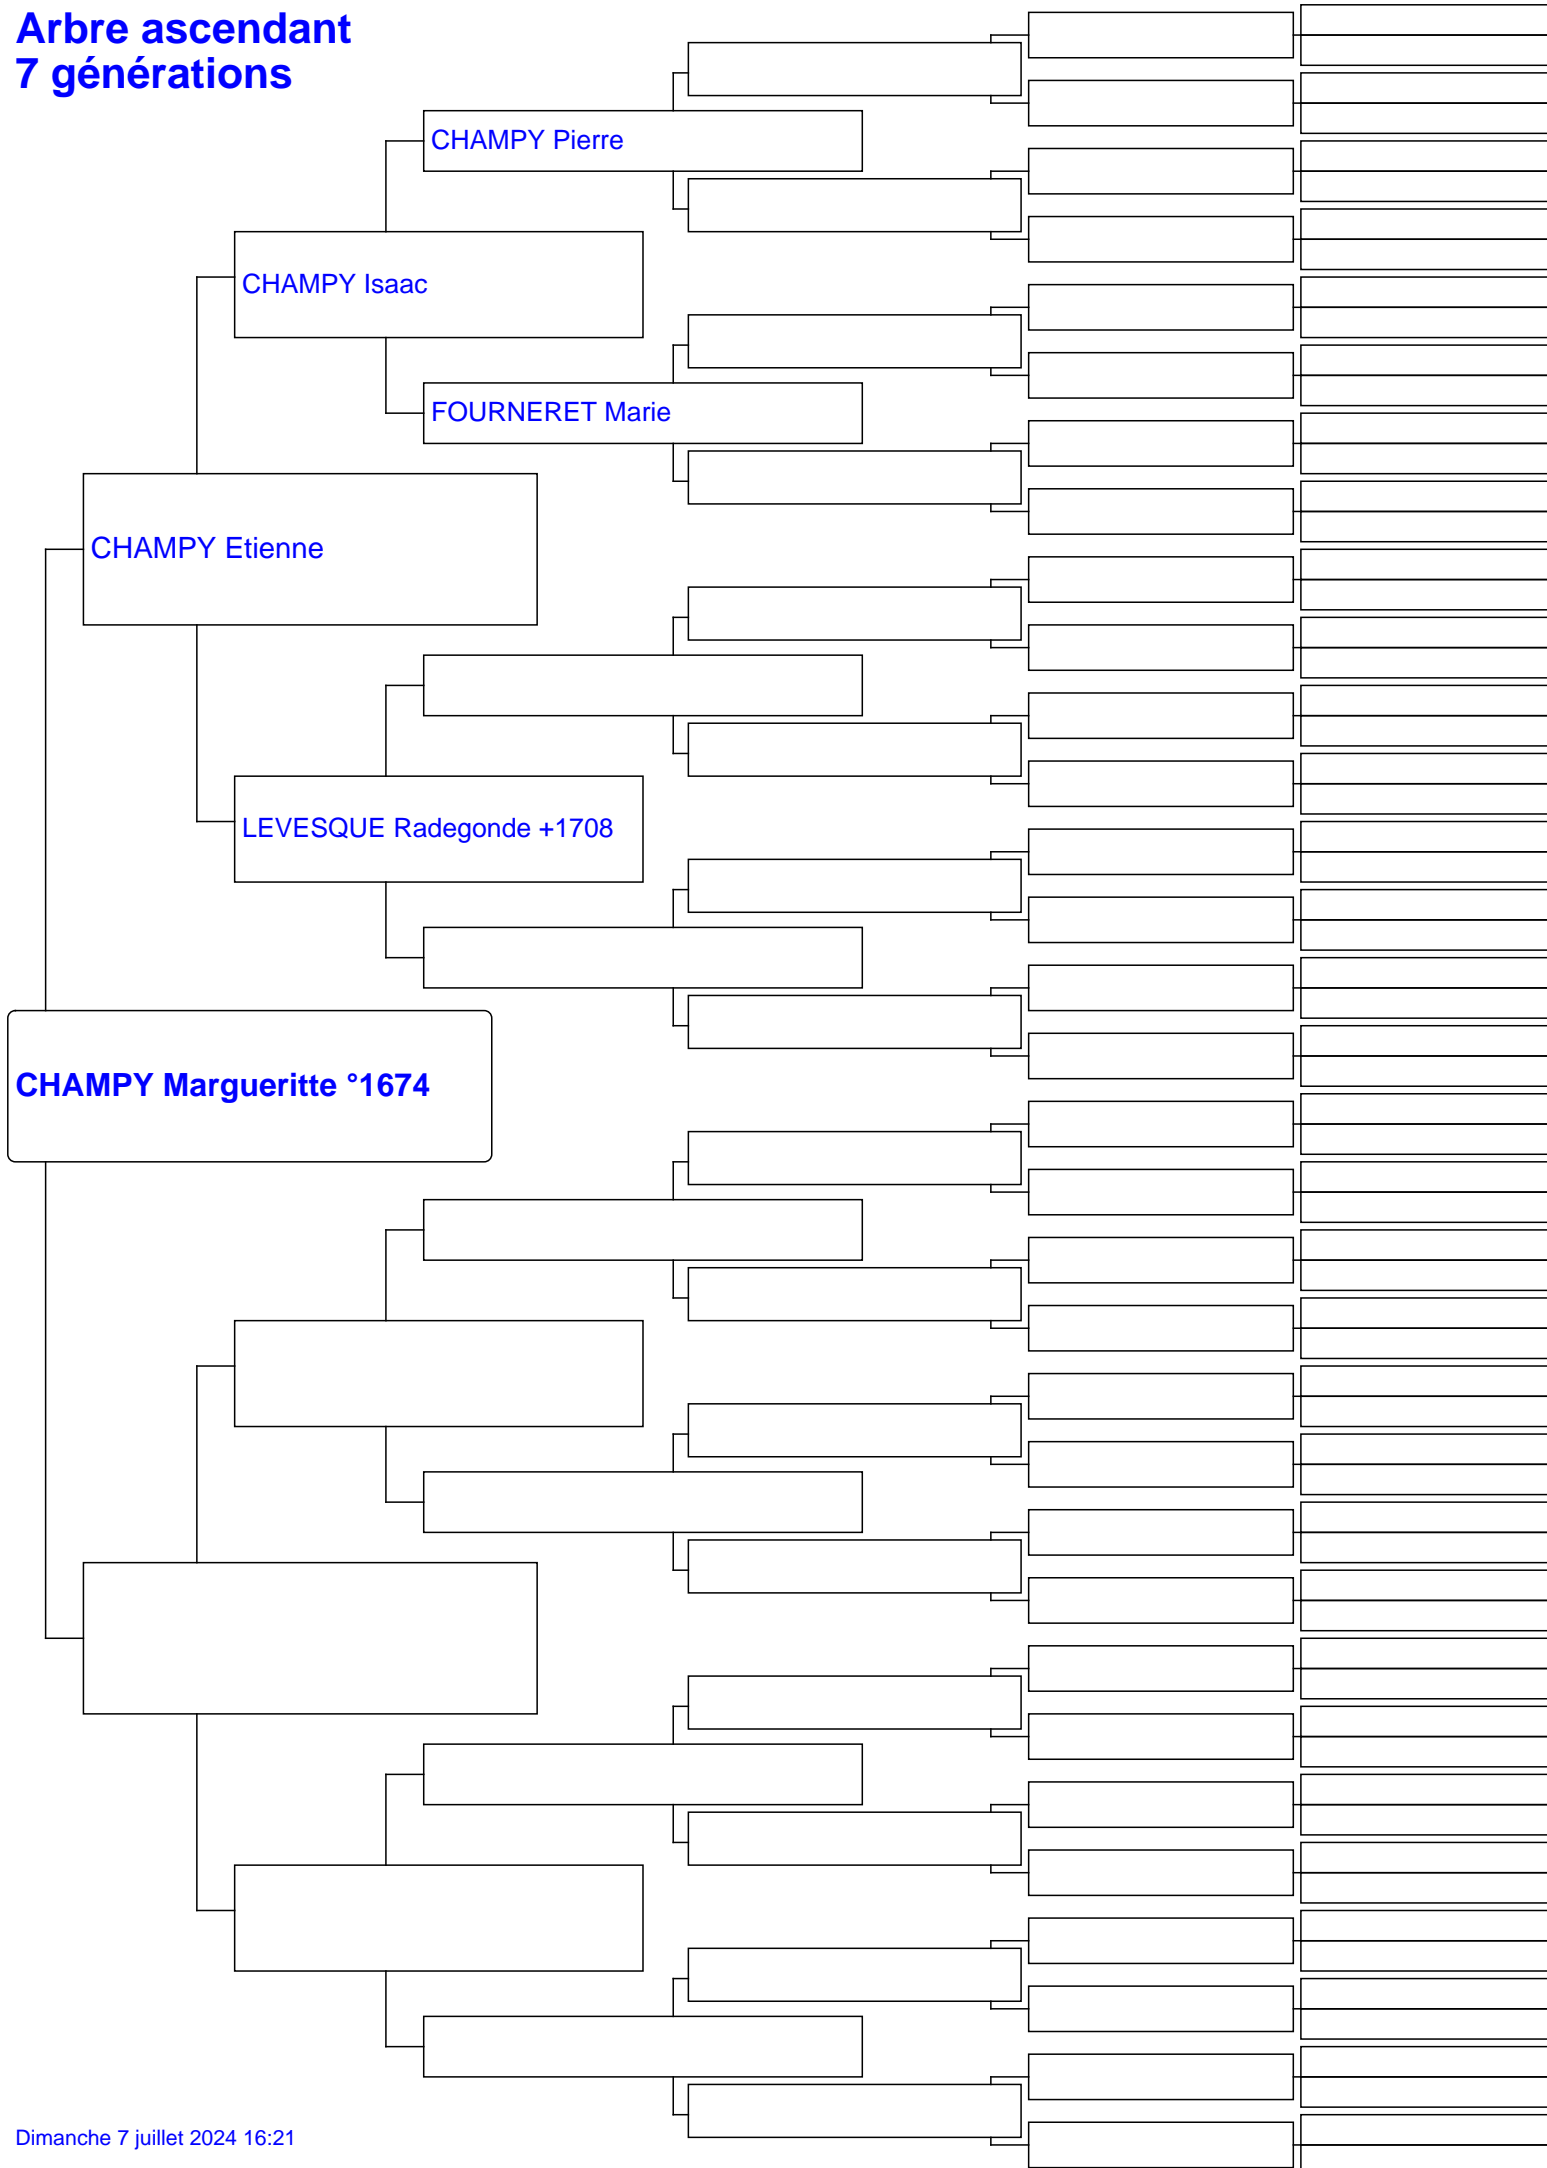 Arbre ascendant
7 générations
CHAMPY Pierre
CHAMPY Isaac
FOURNERET Marie
CHAMPY Etienne
LEVESQUE Radegonde +1708
CHAMPY Margueritte °1674
Dimanche 7 juillet 2024 16:21